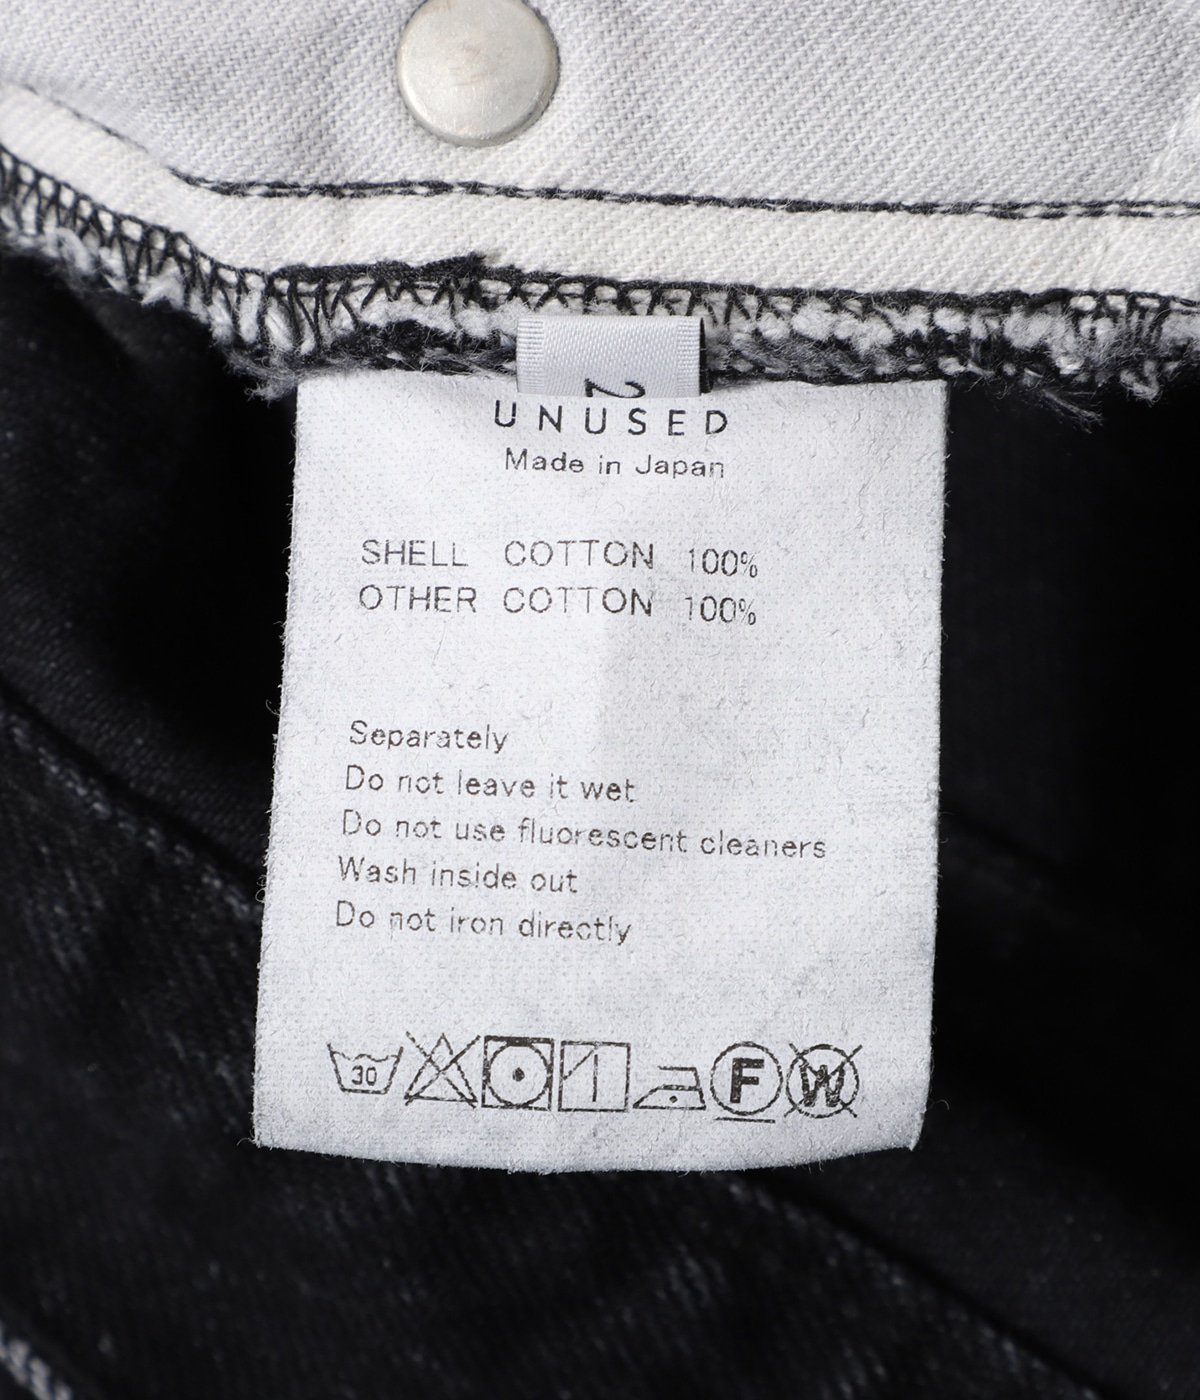 2
UNUSED
Made in Japan
SHELL COTTON 100%
OTHER COTTON 100%
Separately
Do not leave it wet
Do not use fluorescent cleaners
Wash inside out
Do not iron directly
30 F W